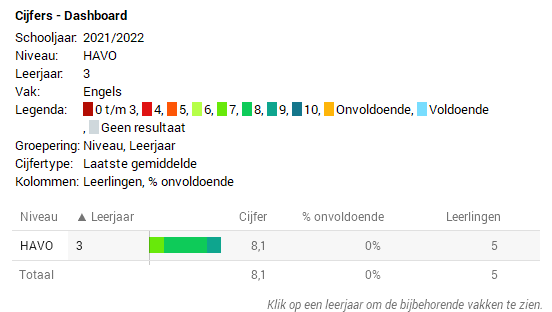 Cijfers - Dashboard
Schooljaar: 2021/2022
Niveau: HAVO
Leerjaar: 3
Vak: Engels
Legenda: 0 t/m 3, 4, 5, 6, 7, 8, 9, 10, Onvoldoende, Voldoende
, Geen resultaat
Groepering: Niveau, Leerjaar
Cijfertype: Laatste gemiddelde
Kolommen: Leerlingen, % onvoldoende
Niveau ▲ Leerjaar Cijfer % onvoldoende Leerlingen
HAVO 3 8,1 0% 5
Totaal 8,1 0% 5
Klik op een leerjaar om de bijbehorende vakken te zien.